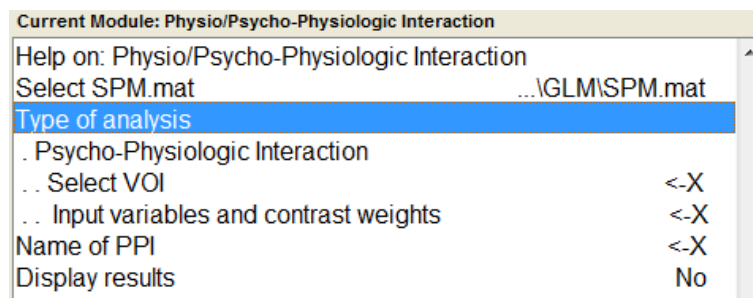 Current Module: Physio/Psycho-Physiologic Interaction
Help on: Physio/Psycho-Physiologic Interaction
Select SPM.mat ...\GLM\SPM.mat
Type of analysis
. Psycho-Physiologic Interaction
. . Select VOI <-X
. . Input variables and contrast weights <-X
Name of PPI <-X
Display results No